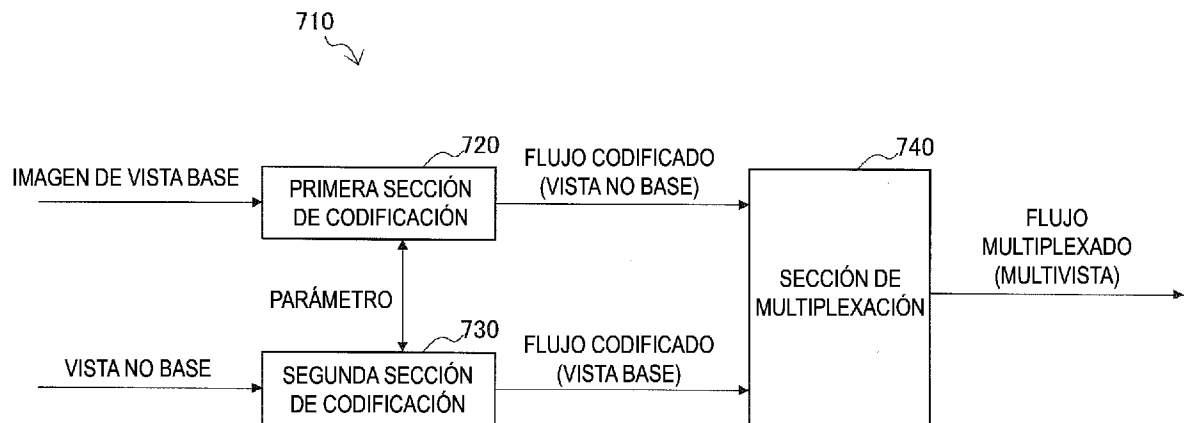 710
720
IMAGEN DE VISTA BASE
PRIMERA SECCIÓN
DE CODIFICACIÓN
FLUJO CODIFICADO
(VISTA NO BASE)
740
SECCIÓN DE
MULTIPLEXACIÓN
FLUJO
MULTIPLEXADO
(MULTIVISTA)
PARÁMETRO
730
VISTA NO BASE
SEGUNDA SECCIÓN
DE CODIFICACIÓN
FLUJO CODIFICADO
(VISTA BASE)